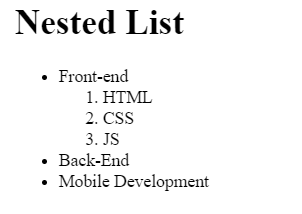 Nested List
• Front-end
1. HTML
2. CSS
3. JS
• Back-End
• Mobile Development